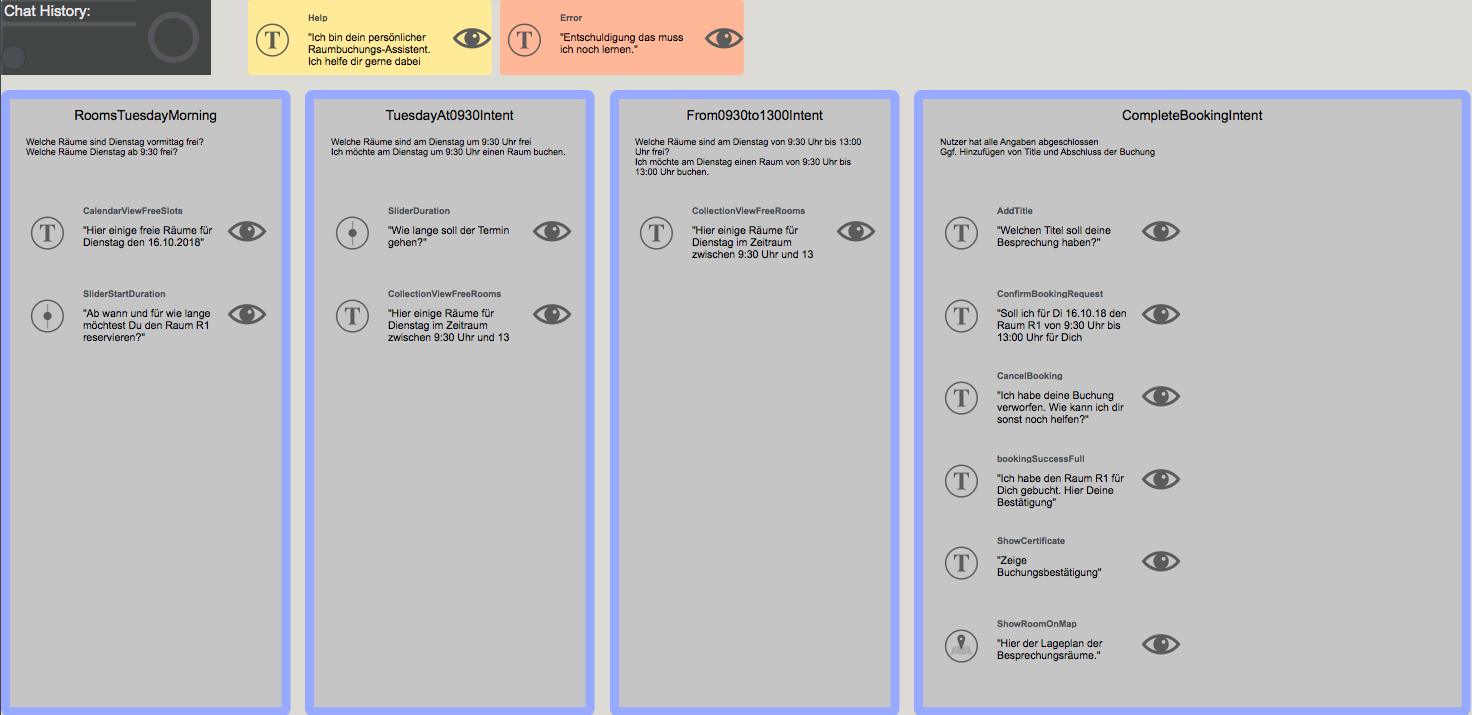 Chat History:
Help
"Ich bin dein persönlicher
Raumbuchungs-Assistent.
Ich helfe dir gerne dabei
Error
"Entschuldigung das muss
ich noch lernen."
RoomsTuesdayMorning
Welche Räume sind Dienstag vormittag frei?
Welche Räume Dienstag ab 9:30 frei?
T
CalendarViewFreeSlots
"Hier einige freie Räume für
Dienstag den 16.10.2018"
SliderStartDuration
"Ab wann und für wie lange
möchtest Du den Raum R1
reservieren?"
TuesdayAt0930Intent
Welche Räume sind am Dienstag um 9:30 Uhr frei
Ich möchte am Dienstag um 9:30 Uhr einen Raum buchen.
SliderDuration
"Wie lange soll der Termin
gehen?"
T
CollectionViewFreeRooms
"Hier einige Räume für
Dienstag im Zeitraum
zwischen 9:30 Uhr und 13
From0930to1300Intent
Welche Räume sind am Dienstag von 9:30 Uhr bis 13:00
Uhr frei?
Ich möchte am Dienstag einen Raum von 9:30 Uhr bis
13:00 Uhr buchen.
T
CollectionViewFreeRooms
"Hier einige Räume für
Dienstag im Zeitraum
zwischen 9:30 Uhr und 13
CompleteBookingIntent
Nutzer hat alle Angaben abgeschlossen
Ggf. Hinzufügen von Title und Abschluss der Buchung
T
AddTitle
"Welchen Titel soll deine
Besprechung haben?"
T
ConfirmBookingRequest
"Soll ich für Di 16.10.18 den
Raum R1 von 9:30 Uhr bis
13:00 Uhr für Dich
T
CancelBooking
"Ich habe deine Buchung
verworfen. Wie kann ich dir
sonst noch helfen?"
T
bookingSuccessFull
"Ich habe den Raum R1 für
Dich gebucht. Hier Deine
Bestätigung"
T
ShowCertificate
"Zeige
Buchungsbestätigung"
ShowRoomOnMap
"Hier der Lageplan der
Besprechungsräume."